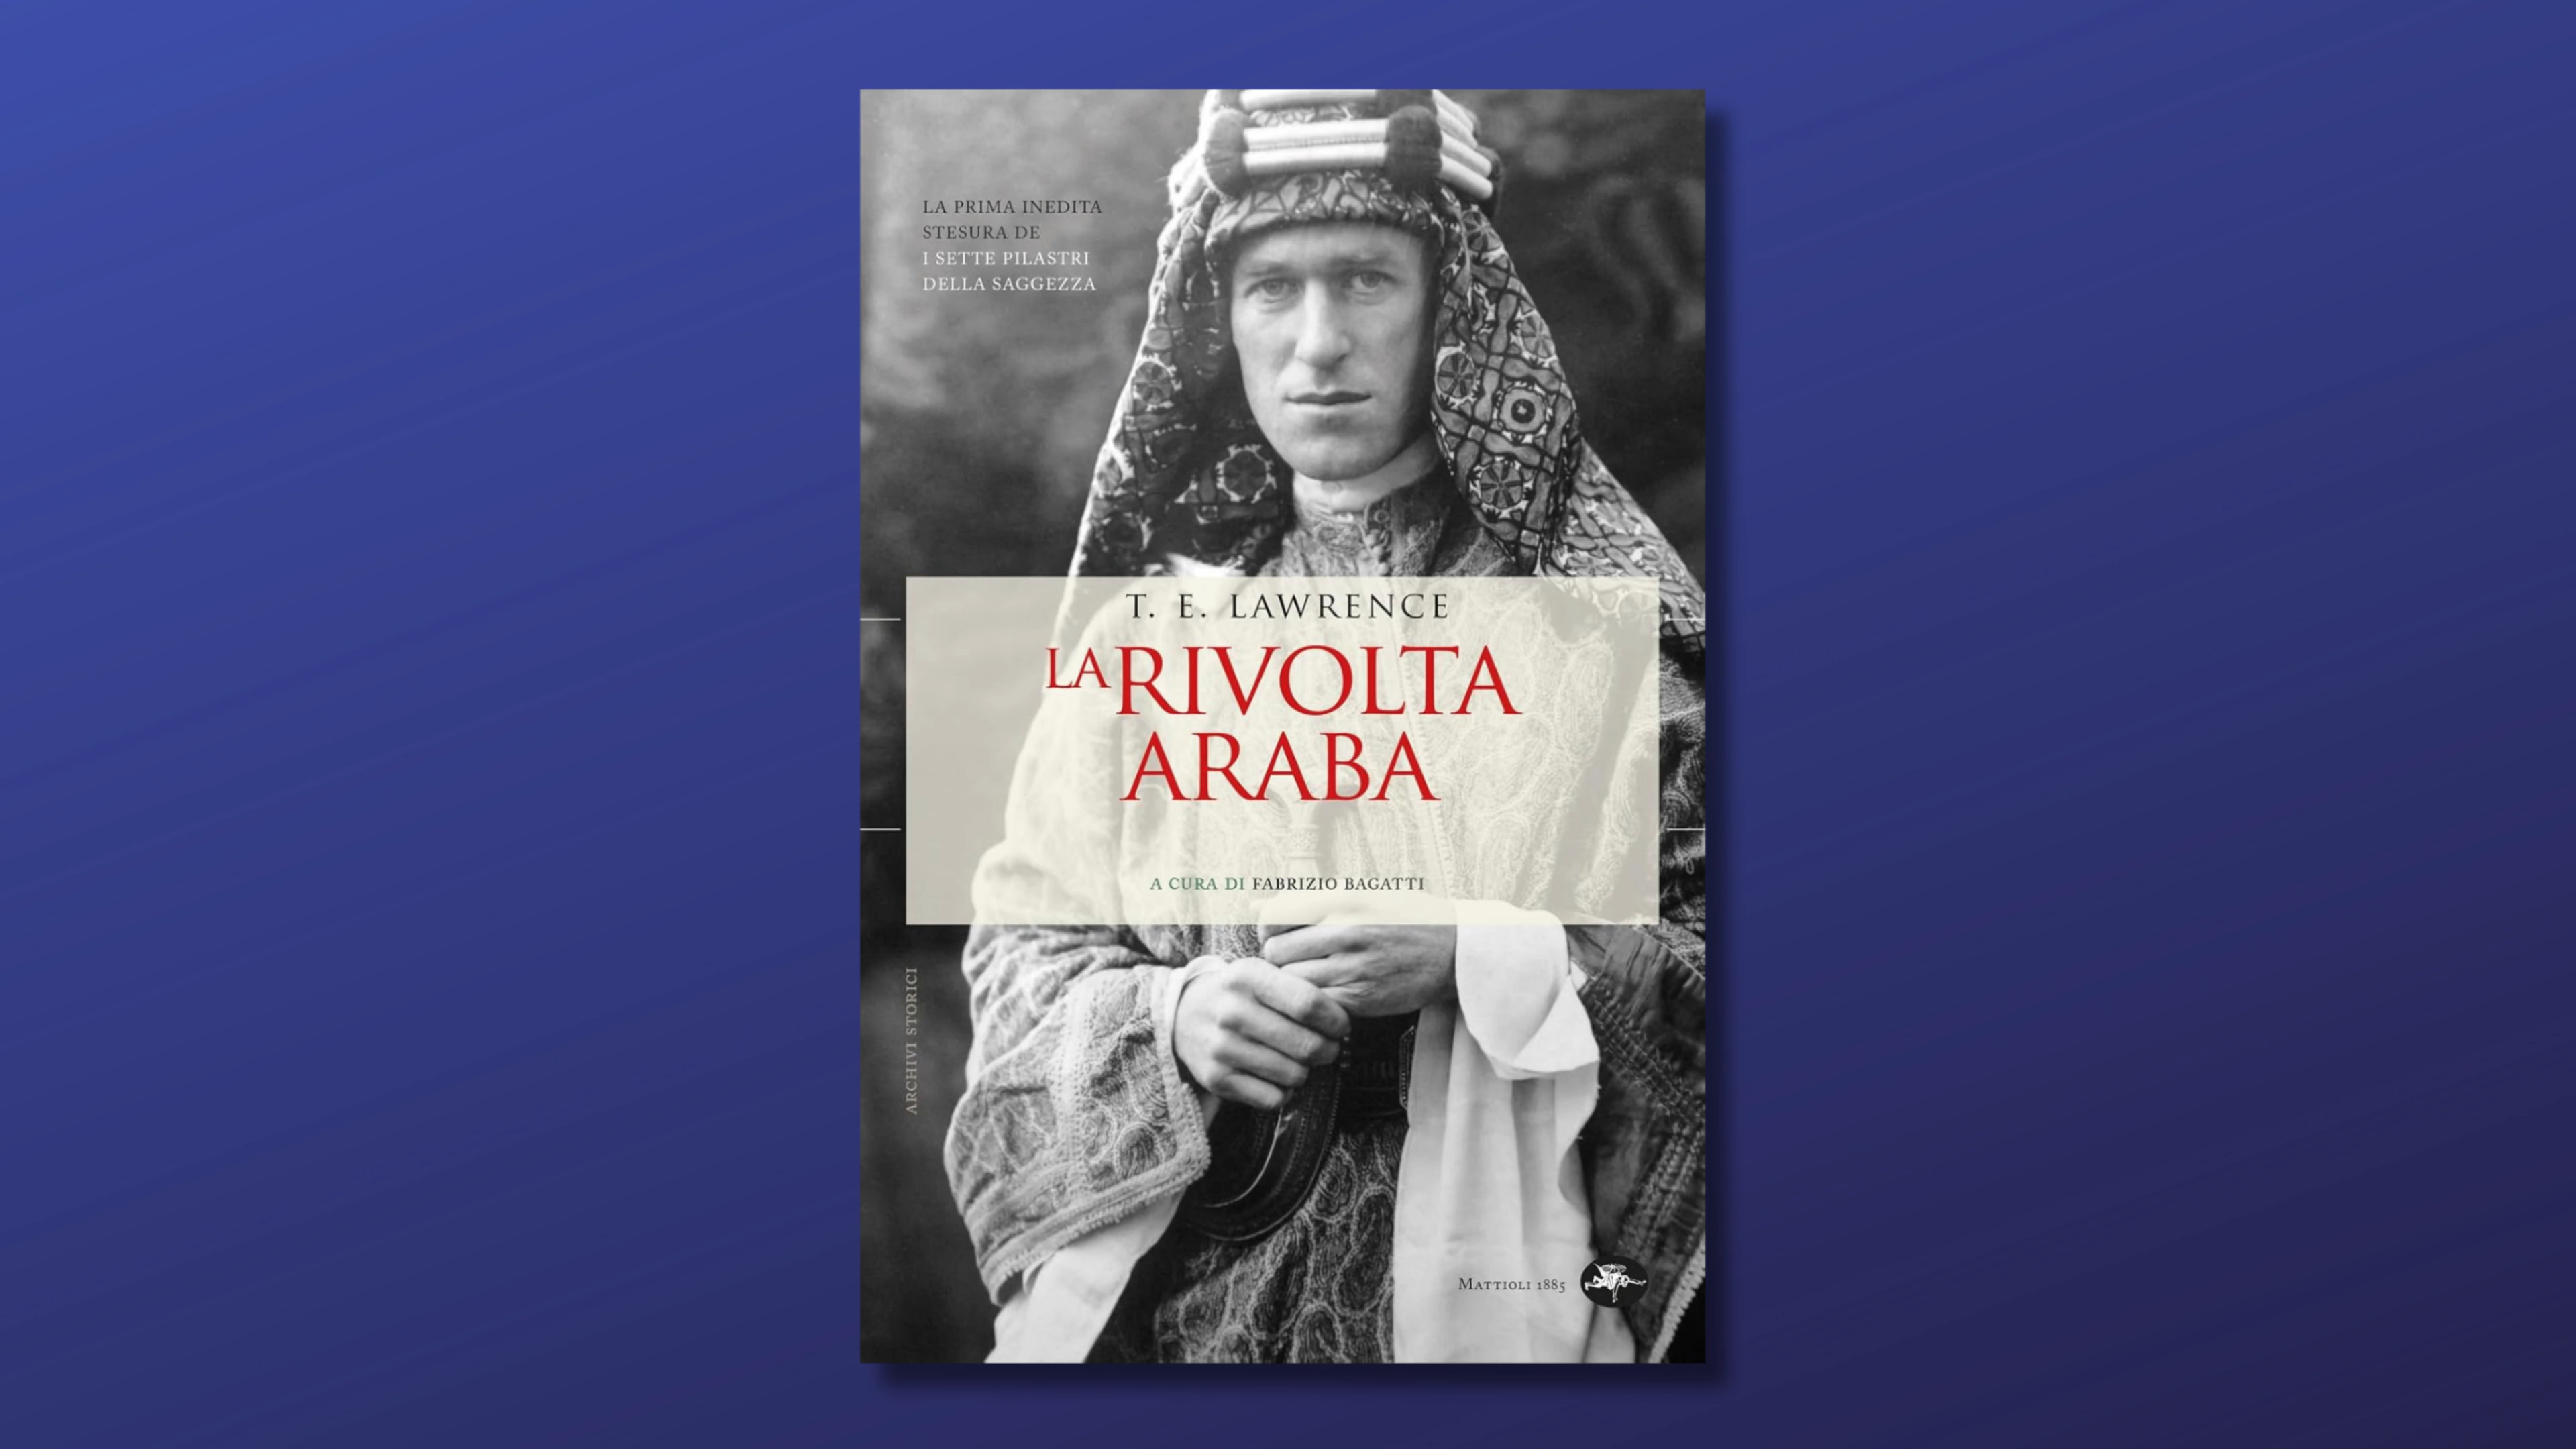 LA PRIMA INEDITA
STESURA DE
I SETTE PILASTRI
DELLA SAGGEZZA
T. E. LAWRENCE
LA RIVOLTA
ARABA
A CURA DI FABRIZIO BAGATTI
ARCHIVI STORICI
MATTIOLI 1885